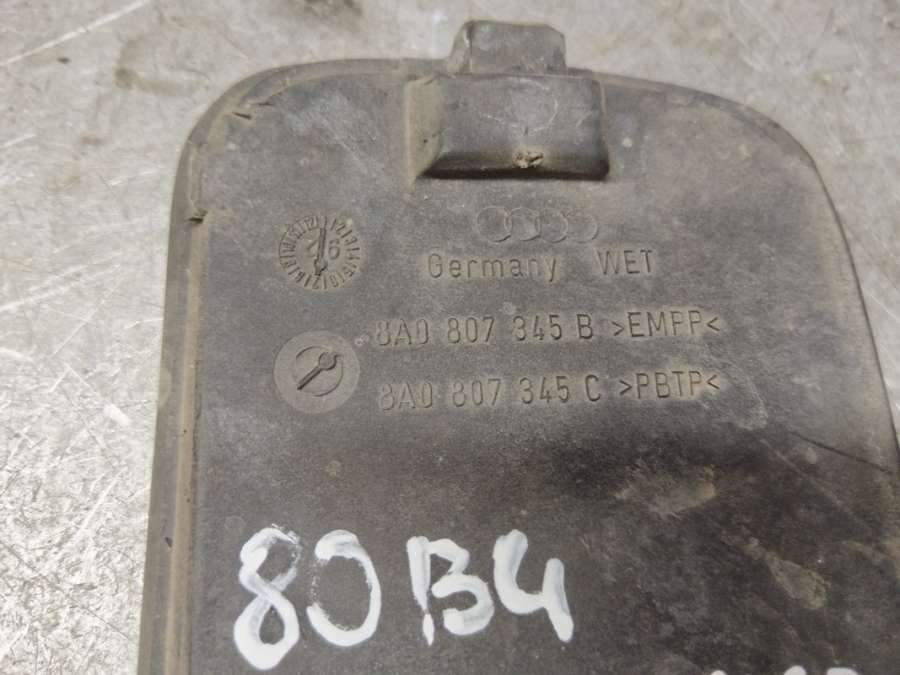 Germany WET
8A0 807 345 B >EMPP<
8A0 807 345 C >PBTP<
80B4